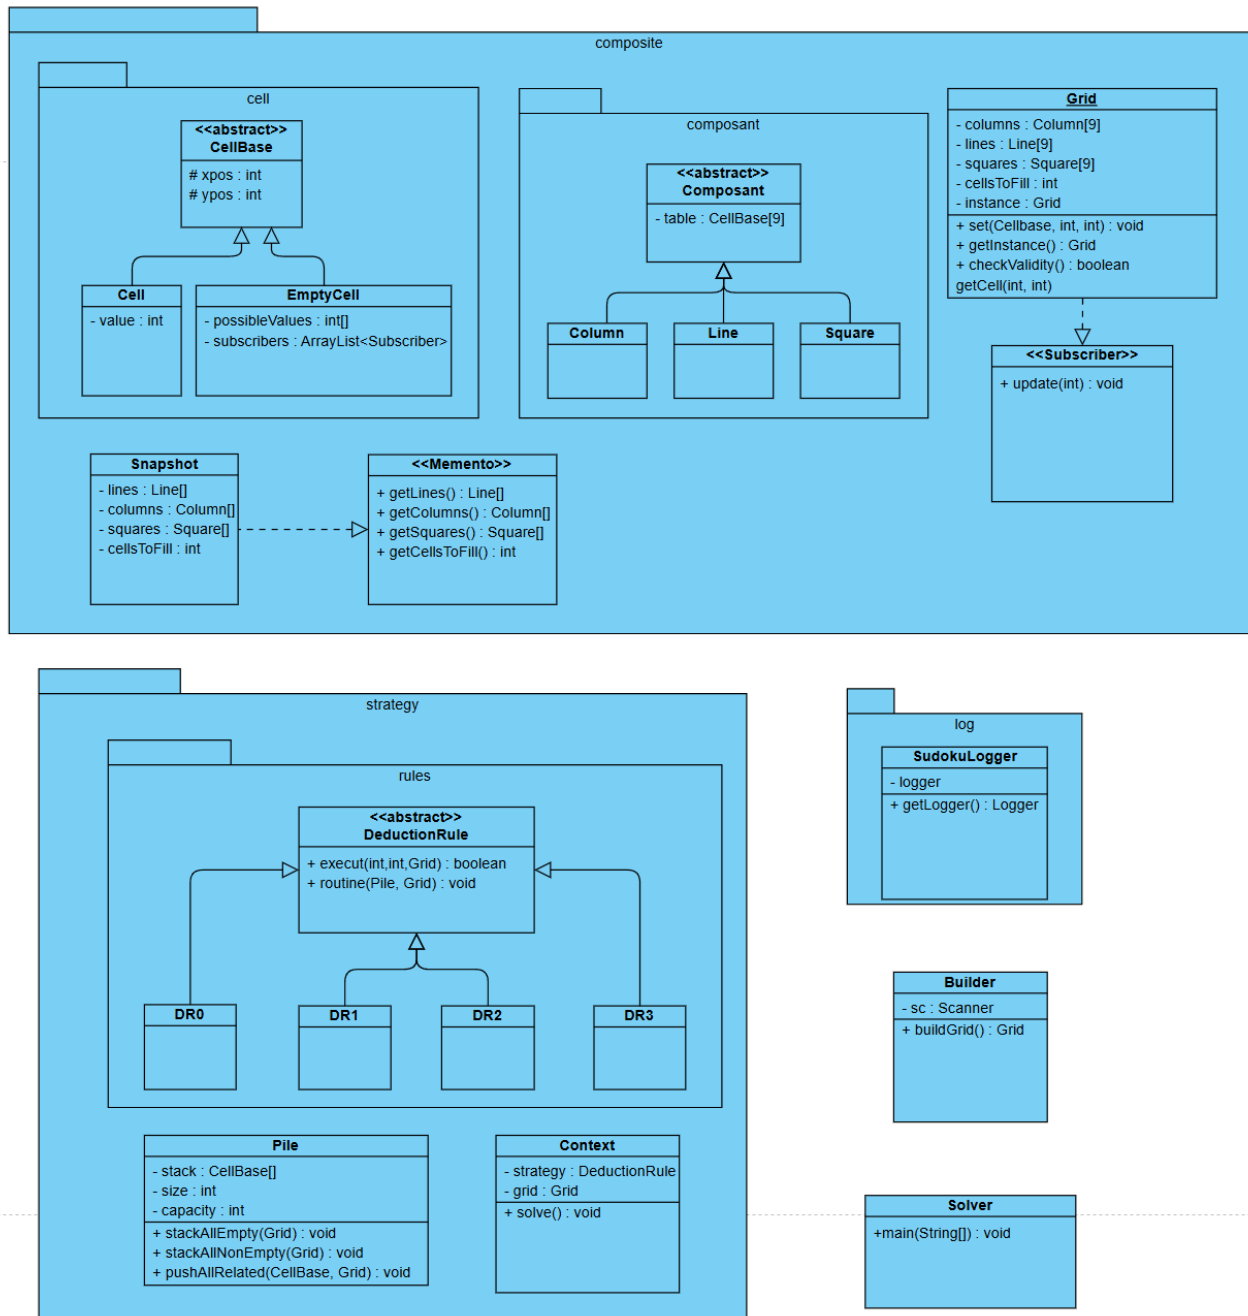 composite
cell
<<abstract>>
CellBase
# xpos : int
# ypos : int
Cell
- value : int
EmptyCell
- possibleValues : int[]
- subscribers : ArrayList<Subscriber>
composant
<<abstract>>
Composant
- table : CellBase[9]
Column
Line
Square
Grid
- columns : Column[9]
- lines : Line[9]
- squares : Square[9]
- cellsToFill : int
- instance : Grid
+ set(Cellbase, int, int) : void
+ getInstance() : Grid
+ checkValidity() : boolean
getCell(int, int)
<<Subscriber>>
+ update(int) : void
Snapshot
- lines : Line[]
- columns : Column[]
- squares : Square[]
- cellsToFill : int
<<Memento>>
+ getLines() : Line[]
+ getColumns() : Column[]
+ getSquares() : Square[]
+ getCellsToFill() : int
strategy
rules
<<abstract>>
DeductionRule
+ execut(int,int,Grid) : boolean
+ routine(Pile, Grid) : void
DR0
DR1
DR2
DR3
Pile
- stack : CellBase[]
- size : int
- capacity : int
+ stackAllEmpty(Grid) : void
+ stackAllNonEmpty(Grid) : void
+ pushAllRelated(CellBase, Grid) : void
Context
- strategy : DeductionRule
- grid : Grid
+ solve() : void
log
SudokuLogger
- logger
+ getLogger() : Logger
Builder
- sc : Scanner
+ buildGrid() : Grid
Solver
+main(String[]) : void